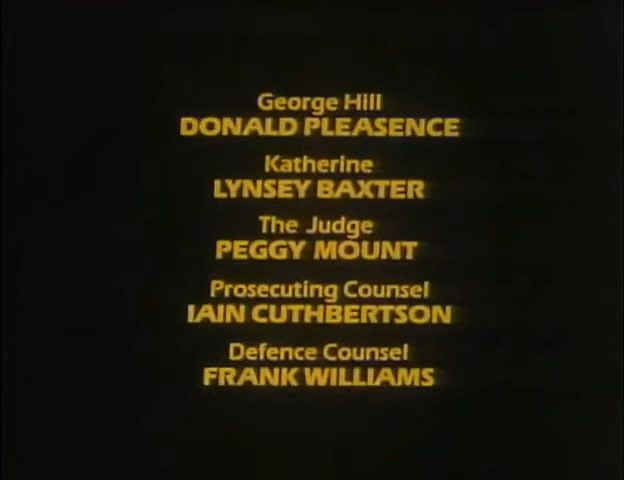 George Hill
DONALD PLEASENCE
Katherine
LYNSEY BAXTER
The Judge
PEGGY MOUNT
Prosecuting Counsel
IAIN CUTHBERTSON
Defence Counsel
FRANK WILLIAMS